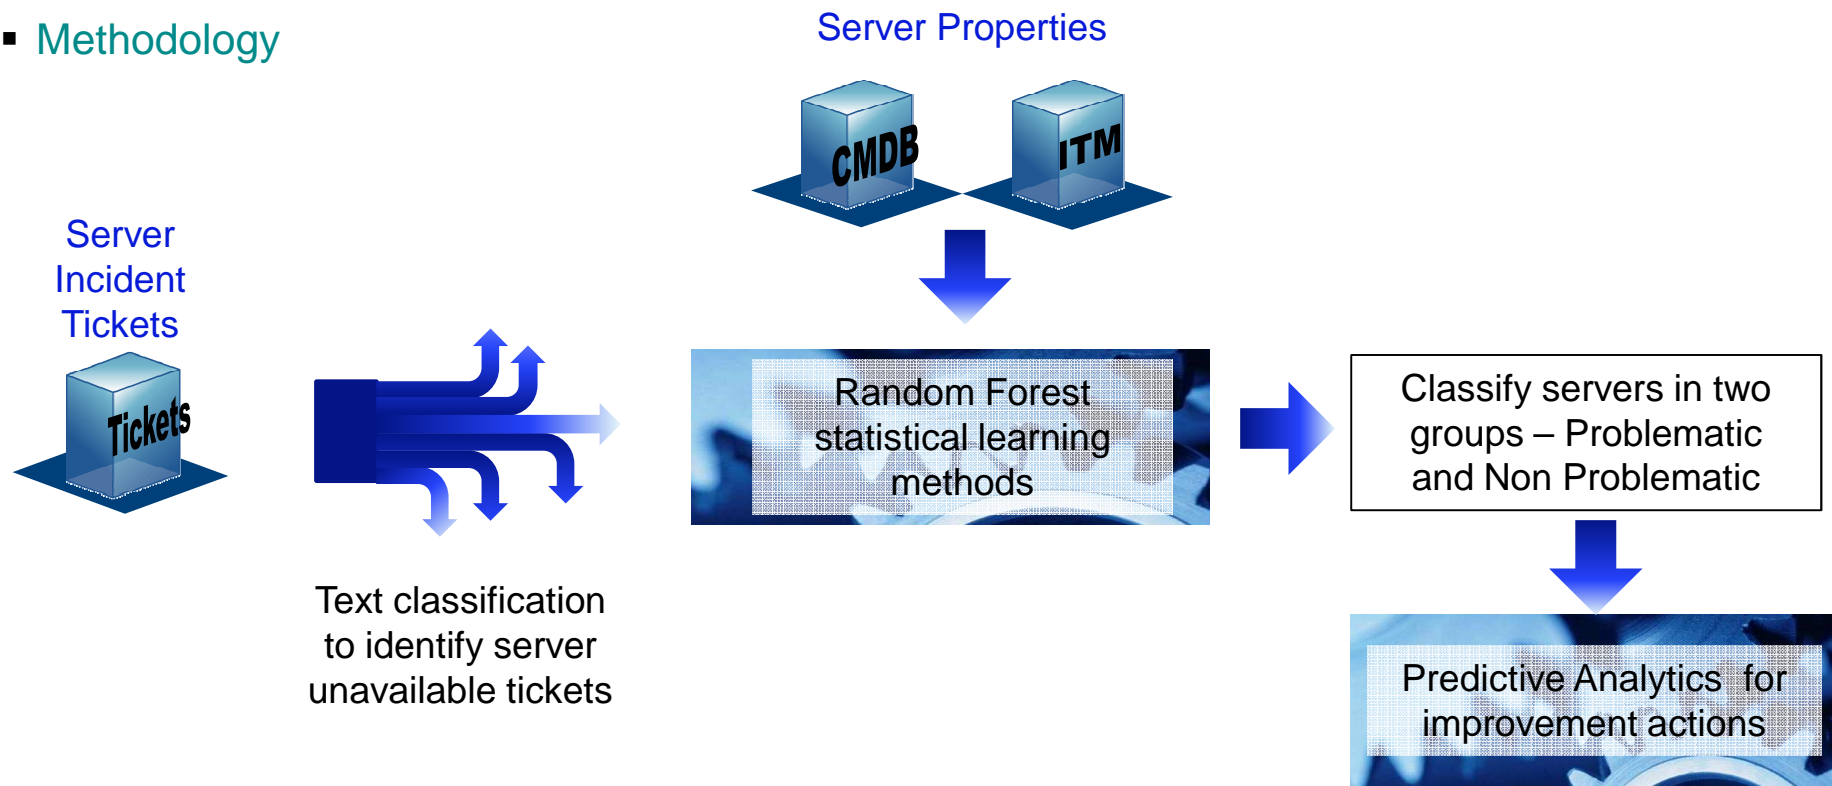 ▪ Methodology
Server Properties
CMDB
ITM
Server
Incident
Tickets
Tickets
Text classification
to identify server
unavailable tickets
Random Forest
statistical learning
methods
Classify servers in two
groups – Problematic
and Non Problematic
Predictive Analytics for
improvement actions